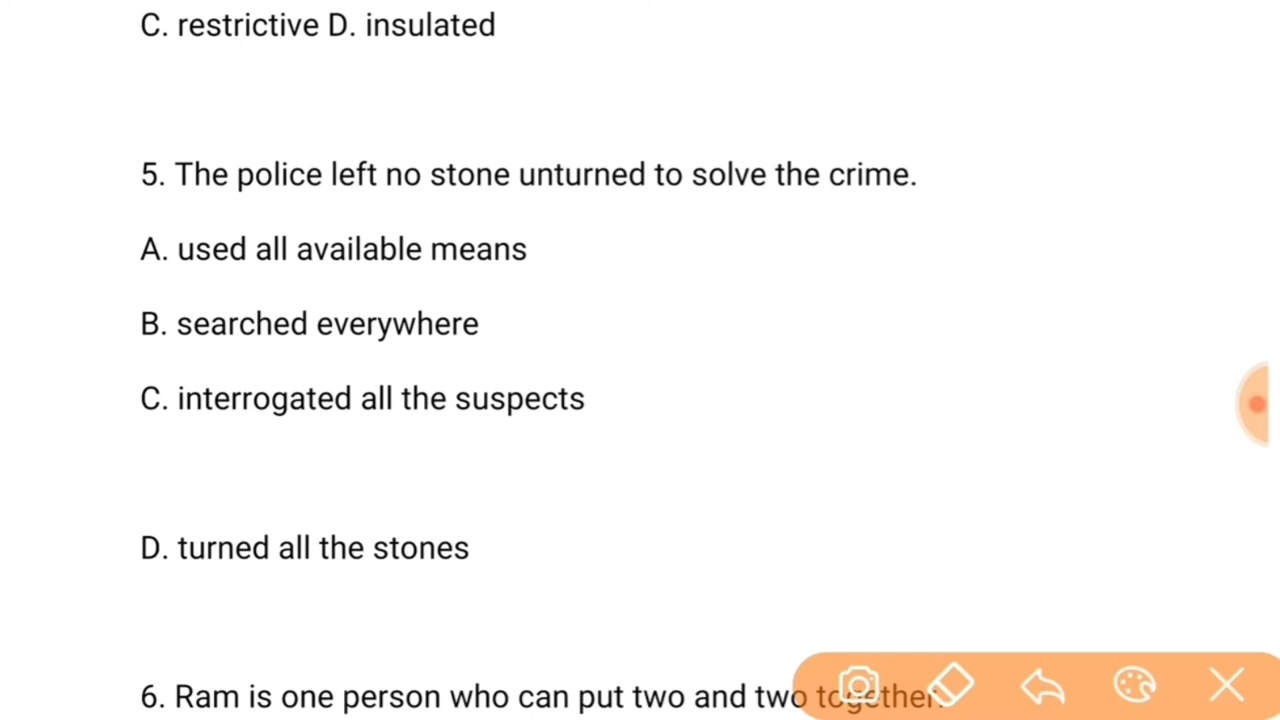 C. restrictive D. insulated
5. The police left no stone unturned to solve the crime.
A. used all available means
B. searched everywhere
C. interrogated all the suspects
D. turned all the stones
6. Ram is one person who can put two and two together.